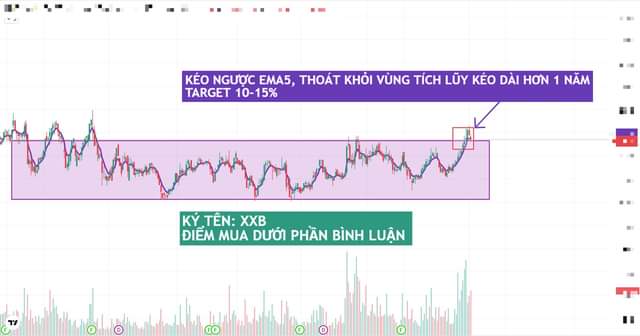 KÉO NGƯỢC EMA5, THOÁT KHỎI VÙNG TÍCH LŨY KÉO DÀI HƠN 1 NĂM
TARGET 10-15%
KÝ TÊN: XXB
ĐIỂM MUA DƯỚI PHẦN BÌNH LUẬN